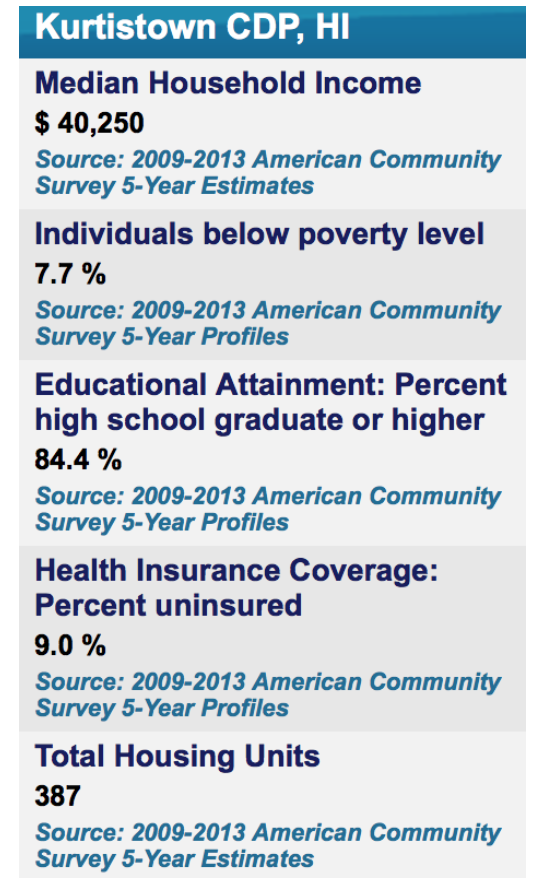 Kurtistown CDP, HI
Median Household Income
$ 40,250
Source: 2009-2013 American Community
Survey 5-Year Estimates
Individuals below poverty level
7.7 %
Source: 2009-2013 American Community
Survey 5-Year Profiles
Educational Attainment: Percent
high school graduate or higher
84.4 %
Source: 2009-2013 American Community
Survey 5-Year Profiles
Health Insurance Coverage:
Percent uninsured
9.0 %
Source: 2009-2013 American Community
Survey 5-Year Profiles
Total Housing Units
387
Source: 2009-2013 American Community
Survey 5-Year Estimates